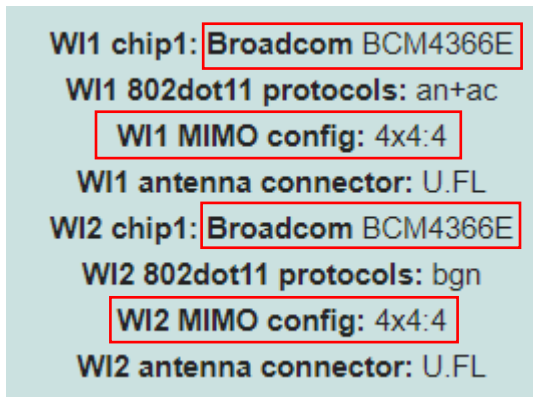 WI1 chip1: Broadcom BCM4366E
WI1 802dot11 protocols: an+ac
WI1 MIMO config: 4x4:4
WI1 antenna connector: U.FL
WI2 chip1: Broadcom BCM4366E
WI2 802dot11 protocols: bgn
WI2 MIMO config: 4x4:4
WI2 antenna connector: U.FL